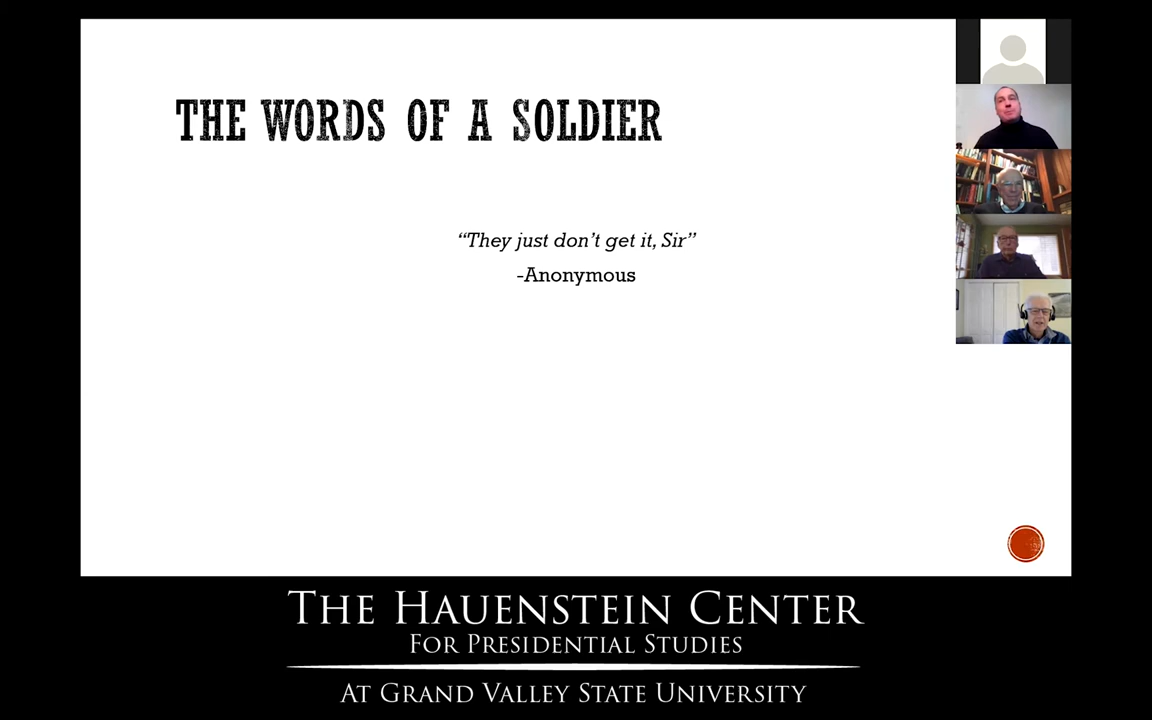 THE WORDS OF A SOLDIER
“They just don’t get it, Sir”
-Anonymous
THE HAUENSTEIN CENTER
FOR PRESIDENTIAL STUDIES
AT GRAND VALLEY STATE UNIVERSITY